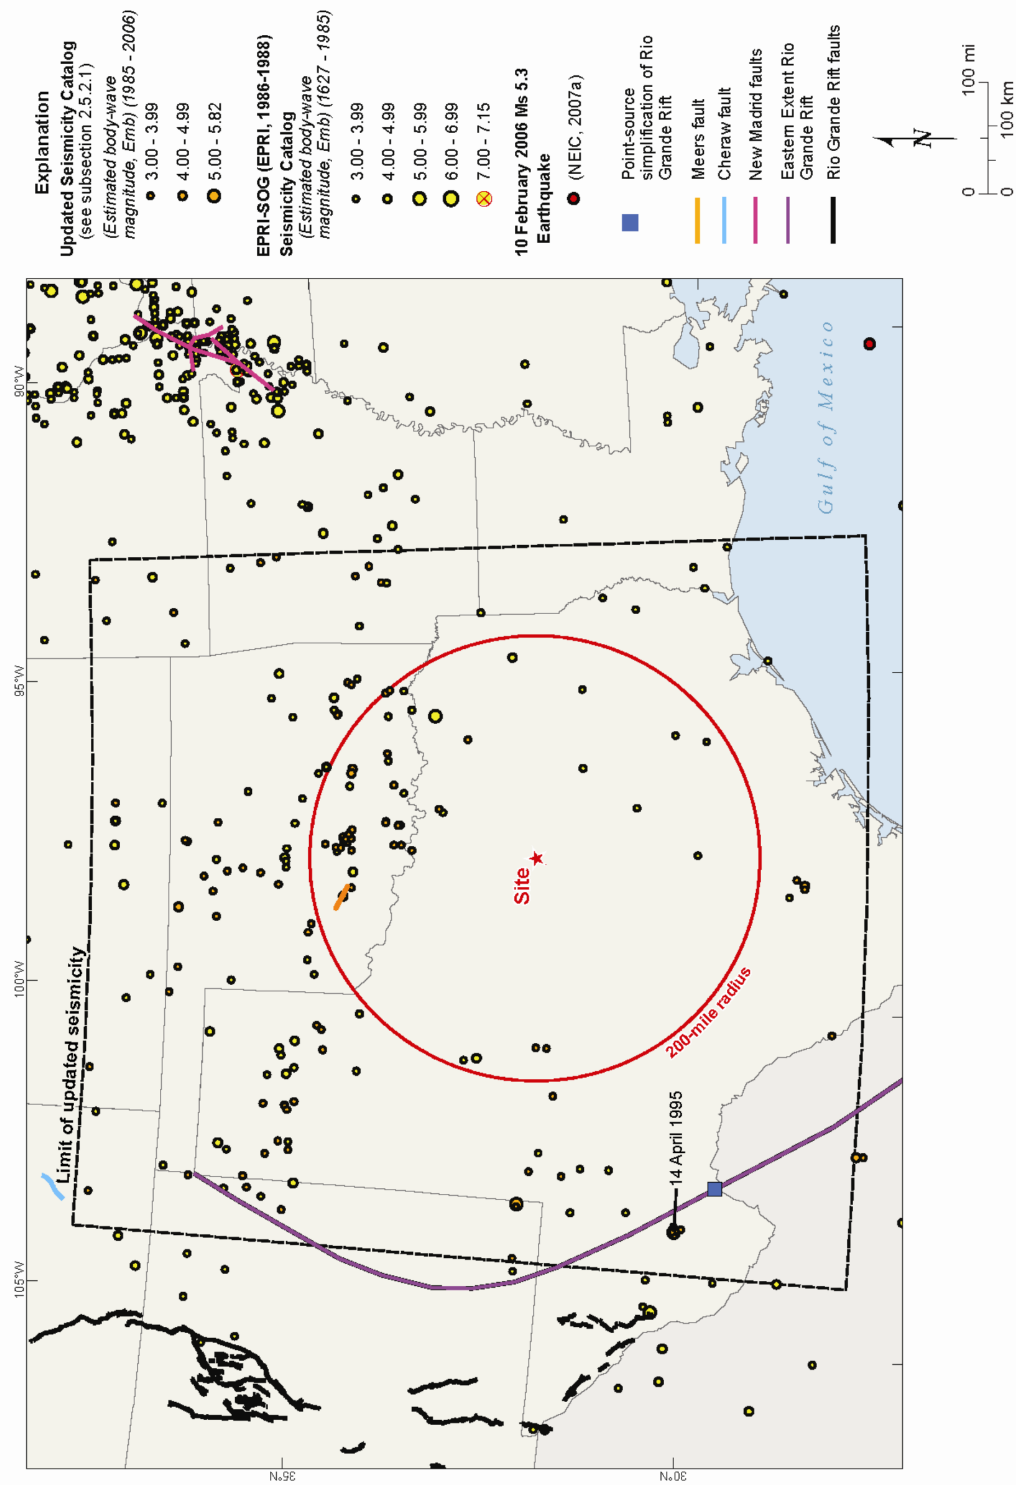 Explanation
Updated Seismicity Catalog
(see subsection 2.5.2.1)
(Estimated body-wave
magnitude, Emb) (1985 - 2006)
3.00 - 3.99
4.00 - 4.99
5.00 - 5.82
EPRI-SOG (EPRI, 1986-1988)
Seismicity Catalog
(Estimated body-wave
magnitude, Emb) (1627 - 1985)
3.00 - 3.99
4.00 - 4.99
5.00 - 5.99
6.00 - 6.99
7.00 - 7.15
10 February 2006 Ms 5.3
Earthquake
(NEIC, 2007a)
Point-source
simplification of Rio
Grande Rift
Meers fault
Cheraw fault
New Madrid faults
Eastern Extent Rio
Grande Rift
Rio Grande Rift faults
N
0 100 mi
0 100 km
105°W
100°W
95°W
90°W
35°N
30°N
Limit of updated seismicity
Site
200-mile radius
14 April 1995
Gulf of Mexico